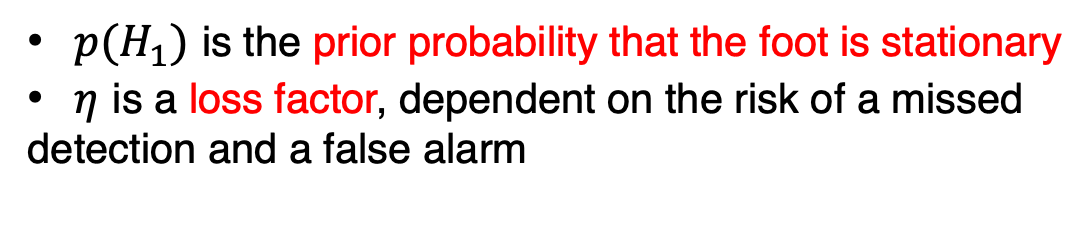 • p(H₁) is the prior probability that the foot is stationary
• η is a loss factor, dependent on the risk of a missed
detection and a false alarm